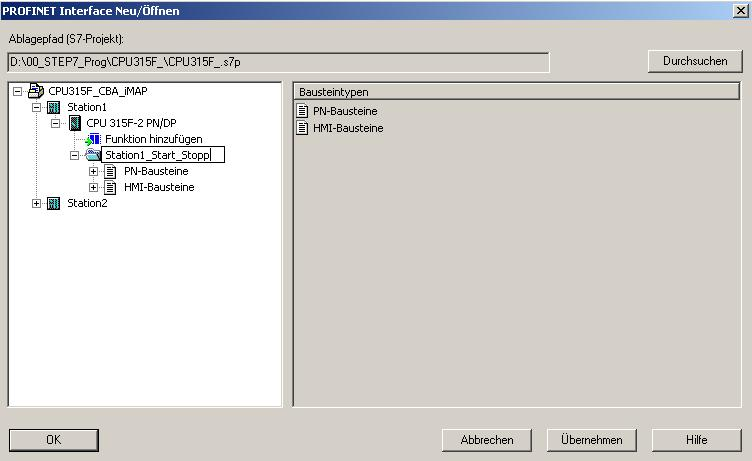 PROFINET Interface Neu/Öffnen
Ablagepfad (S7-Projekt):
D:\00_STEP7_Prog\CPU315F_\CPU315F_.s7p
Durchsuchen
CPU315F_CBA_iMAP
Station1
CPU 315F-2 PN/DP
Funktion hinzufügen
Station1_Start_Stopp
PN-Bausteine
HMI-Bausteine
Station2
Bausteintypen
PN-Bausteine
HMI-Bausteine
OK
Abbrechen
Übernehmen
Hilfe